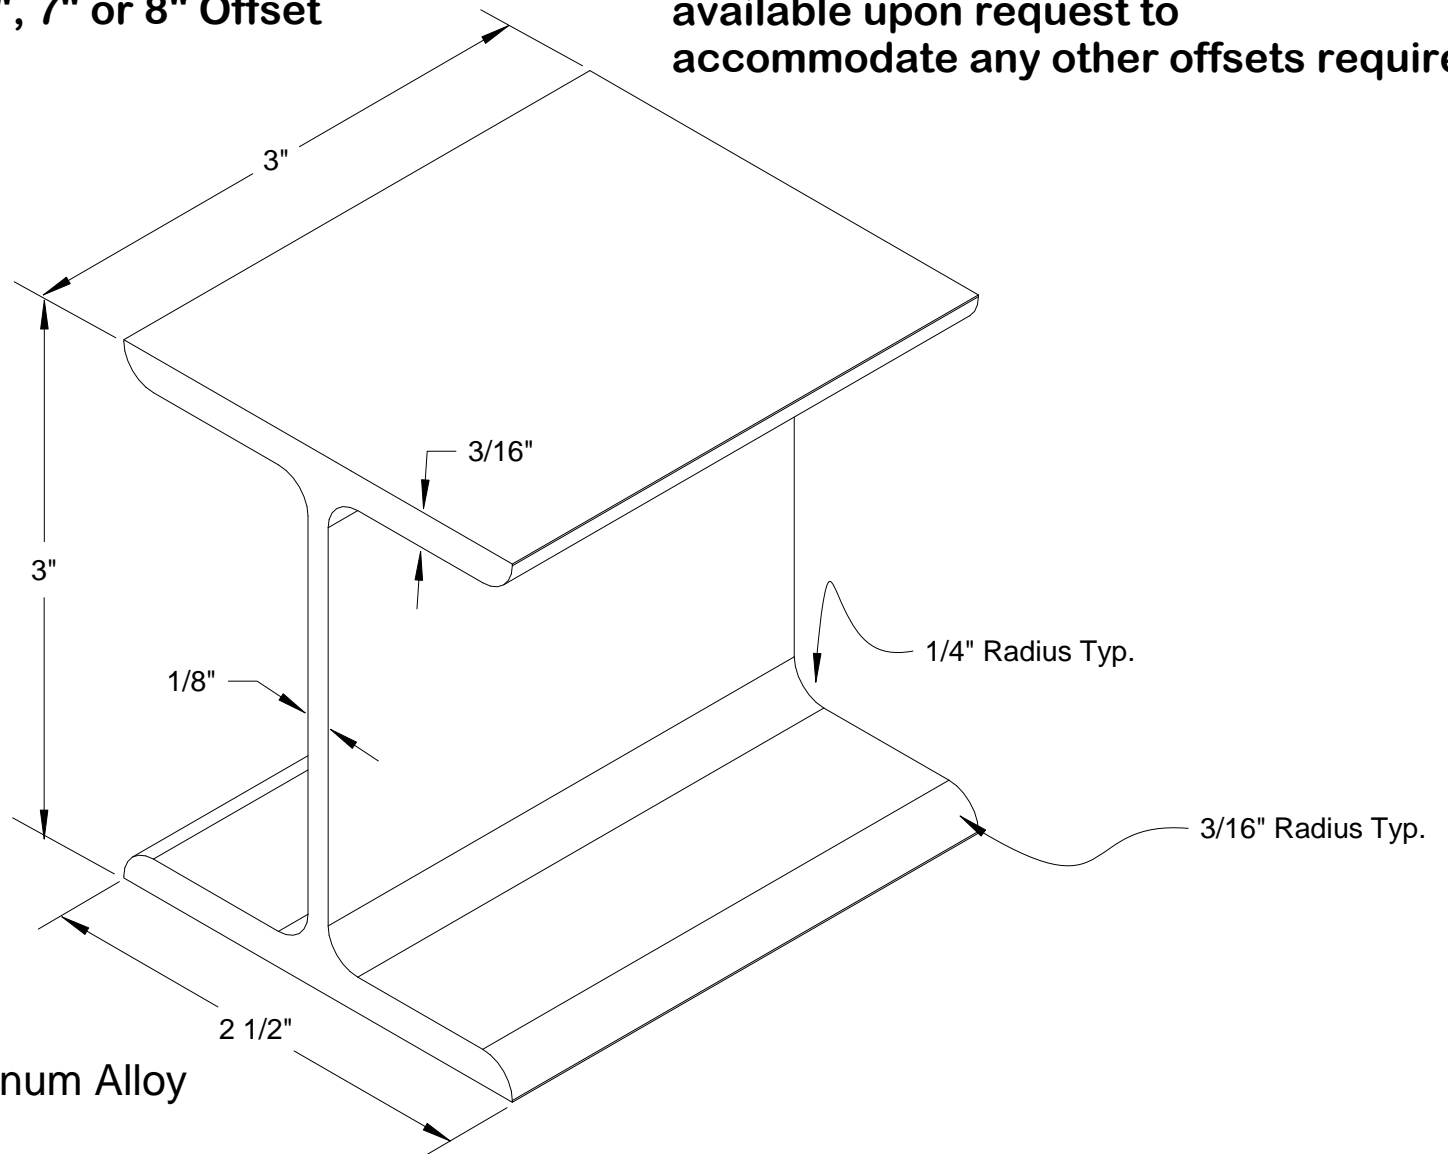 ", 7" or 8" Offset
available upon request to
accommodate any other offsets require
3"
3/16"
3"
1/4" Radius Typ.
1/8"
3/16" Radius Typ.
2 1/2"
num Alloy